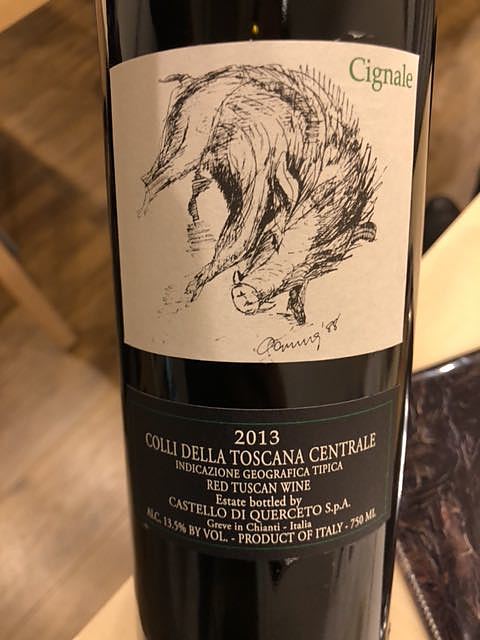 Cignale
'88
2013
COLLI DELLA TOSCANA CENTRALE
INDICAZIONE GEOGRAFICA TIPICA
RED TUSCAN WINE
Estate bottled by
CASTELLO DI QUERCETO S.p.A.
Greve in Chianti - Italia
ALC. 13.5% BY VOL. - PRODUCT OF ITALY - 750 ML